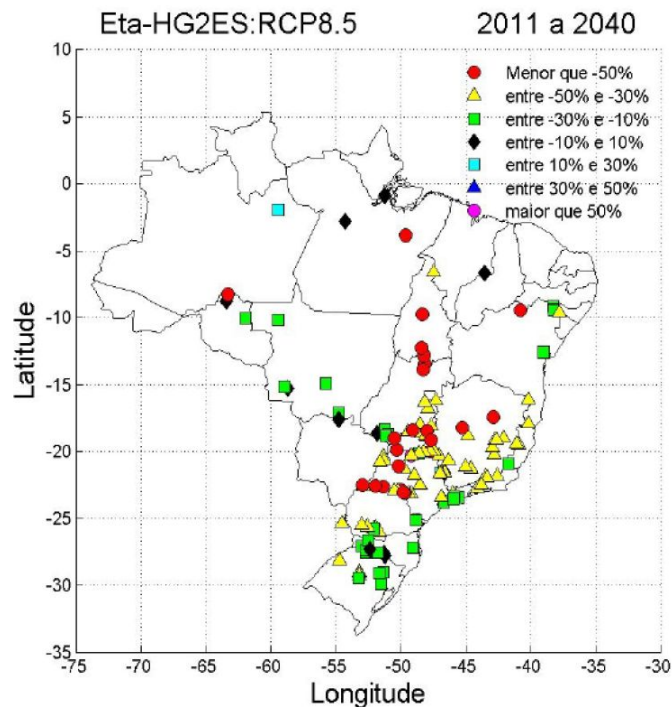 Eta-HG2ES:RCP8.5 2011 a 2040
Menor que -50%
entre -50% e -30%
entre -30% e -10%
entre -10% e 10%
entre 10% e 30%
entre 30% e 50%
maior que 50%
10
5
0
-5
-10
-15
-20
-25
-30
-35
Latitude
-75 -70 -65 -60 -55 -50 -45 -40 -35 -30
Longitude